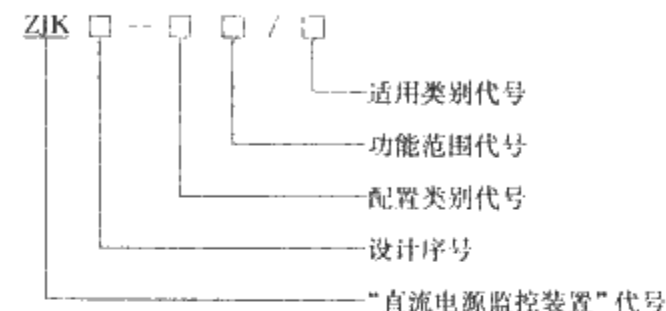 ZJK □ -- □ □ / □
适用类别代号
功能范围代号
配置类别代号
设计序号
“直流电源监控装置”代号